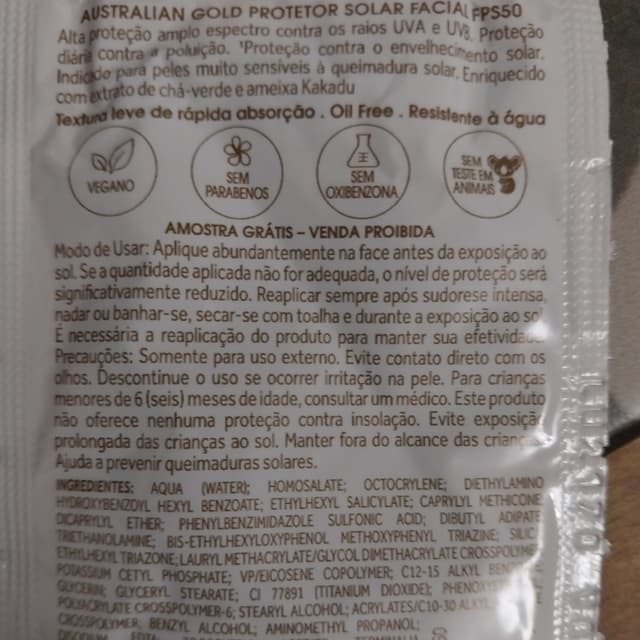 AUSTRALIAN GOLD PROTETOR SOLAR FACIAL FPS50
Alta proteção amplo espectro contra os raios UVA e UVB. Proteção
diária contra a poluição. ¹Proteção contra o envelhecimento solar.
Indicado para peles muito sensíveis à queimadura solar. Enriquecido
com extrato de chá-verde e ameixa Kakadu
Textura leve de rápida absorção . Oil Free . Resistente à água
VEGANO
SEM
PARABENOS
SEM
OXIBENZONA
SEM
TESTE EM
ANIMAIS
AMOSTRA GRÁTIS – VENDA PROIBIDA
Modo de Usar: Aplique abundantemente na face antes da exposição ao
sol. Se a quantidade aplicada não for adequada, o nível de proteção será
significativamente reduzido. Reaplicar sempre após sudorese intensa,
nadar ou banhar-se, secar-se com toalha e durante a exposição ao sol
É necessária a reaplicação do produto para manter sua efetividade
Precauções: Somente para uso externo. Evite contato direto com os
olhos. Descontinue o uso se ocorrer irritação na pele. Para crianças
menores de 6 (seis) meses de idade, consultar um médico. Este produto
não oferece nenhuma proteção contra insolação. Evite exposição
prolongada das crianças ao sol. Manter fora do alcance das crianças
Ajuda a prevenir queimaduras solares.
INGREDIENTES: AQUA (WATER); HOMOSALATE; OCTOCRYLENE; DIETHYLAMINO
HYDROXYBENZOYL HEXYL BENZOATE; ETHYLHEXYL SALICYLATE; CAPRYLYL METHICONE
DICAPRYLYL ETHER; PHENYLBENZIMIDAZOLE SULFONIC ACID; DIBUTYL ADIPATE
TRIETHANOLAMINE; BIS-ETHYLHEXYLOXYPHENOL METHOXYPHENYL TRIAZINE;
ETHYLHEXYL TRIAZONE; LAURYL METHACRYLATE/GLYCOL DIMETHACRYLATE
POTASSIUM CETYL PHOSPHATE; VP/EICOSENE COPOLYMER; C12-15 ALKYL
GLYCERIN; GLYCERYL STEARATE; CI 77891 (TITANIUM DIOXIDE);
POLYACRYLATE CROSSPOLYMER-6; STEARYL ALCOHOL; ACRYLATES/C10-30 ALKYL
CROSSPOLYMER; BENZYL ALCOHOL; AMINOMETHYL PROPANOL;